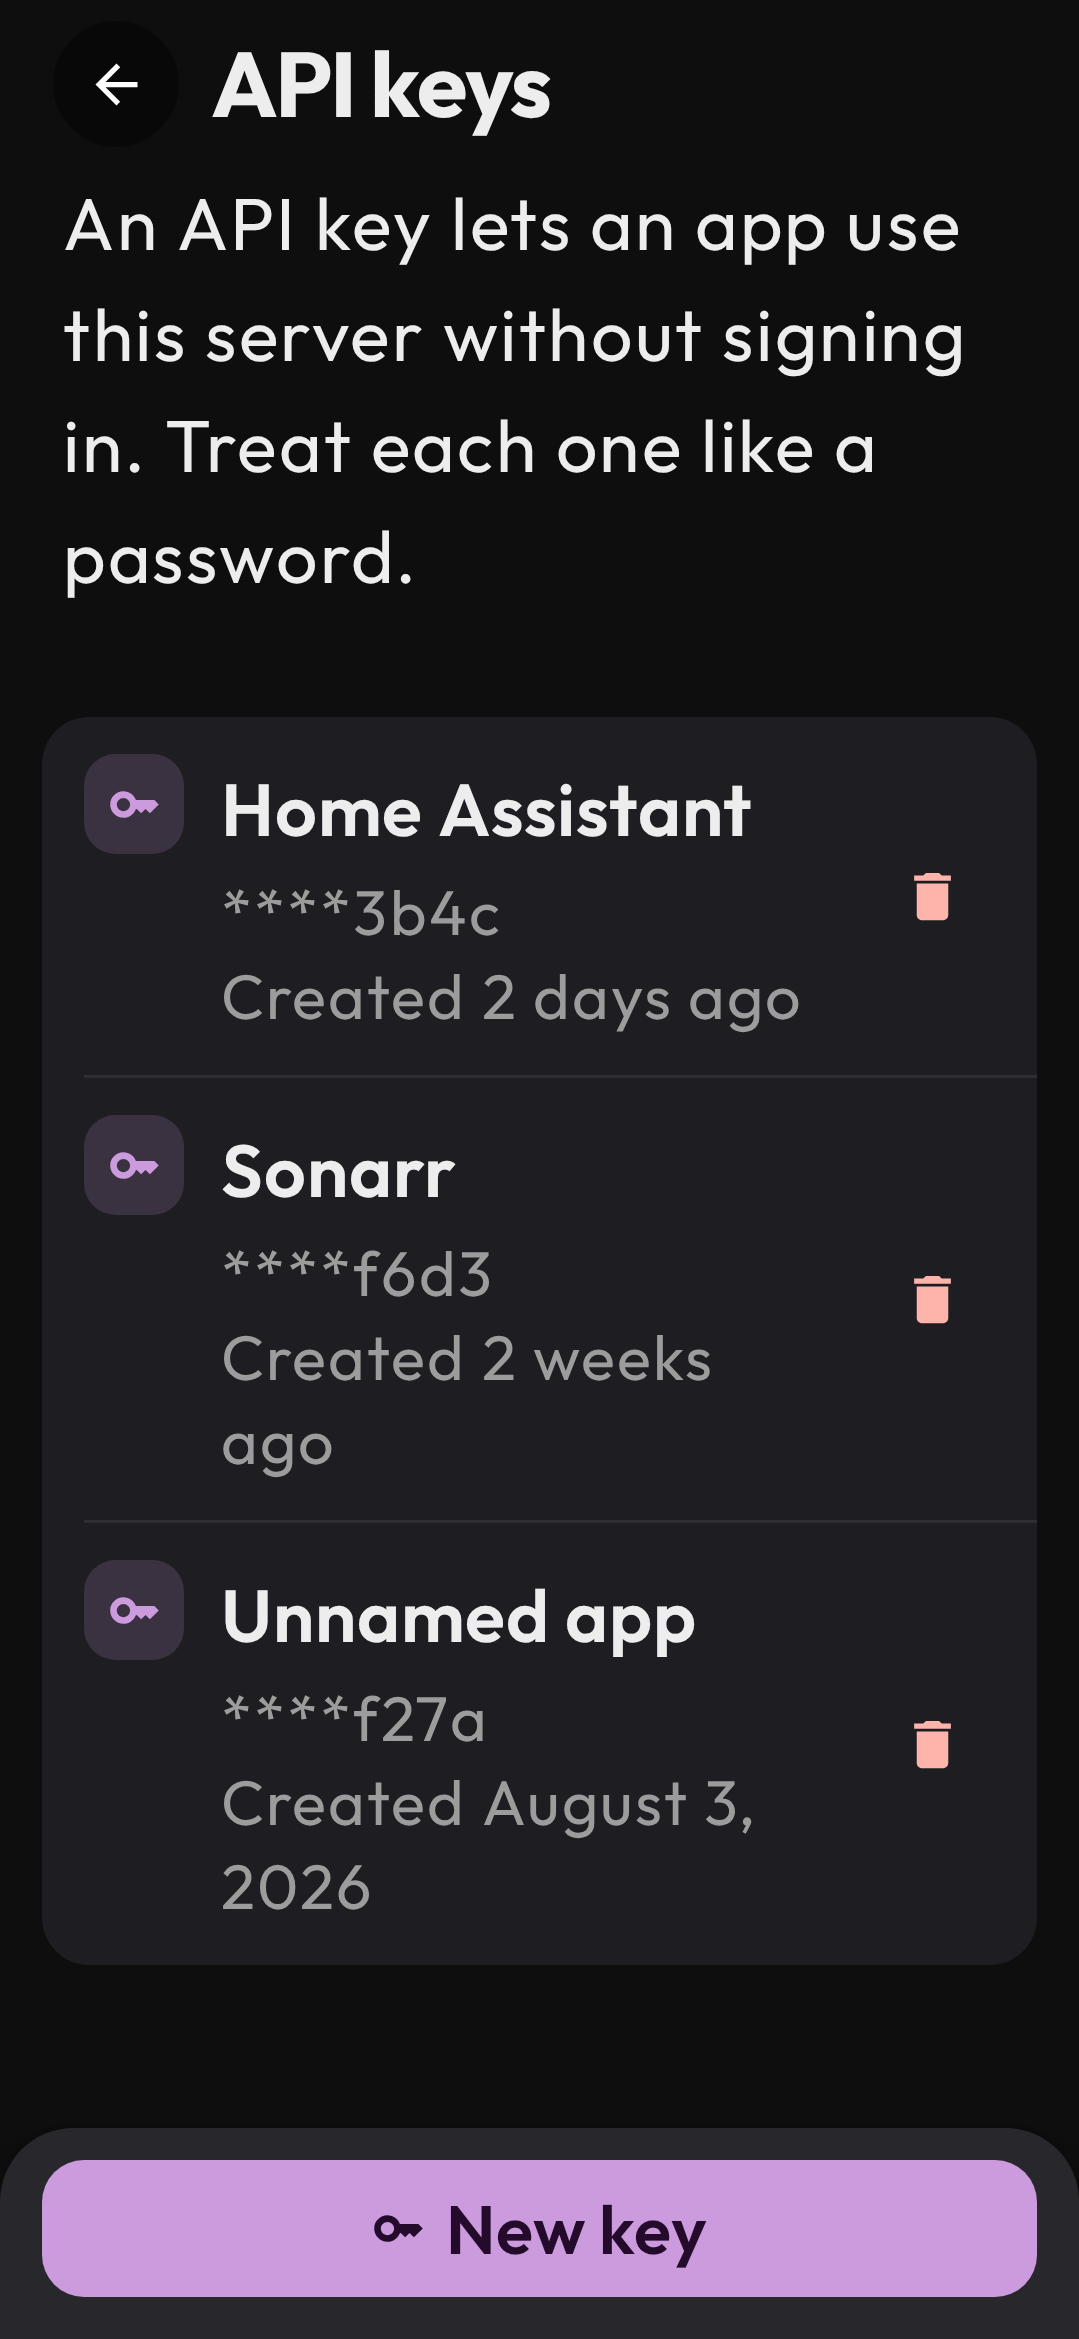 API keys
An API key lets an app use
this server without signing
in. Treat each one like a
password.
Home Assistant
****3b4c
Created 2 days ago
Sonarr
****f6d3
Created 2 weeks
ago
Unnamed app
****f27a
Created August 3,
2026
New key